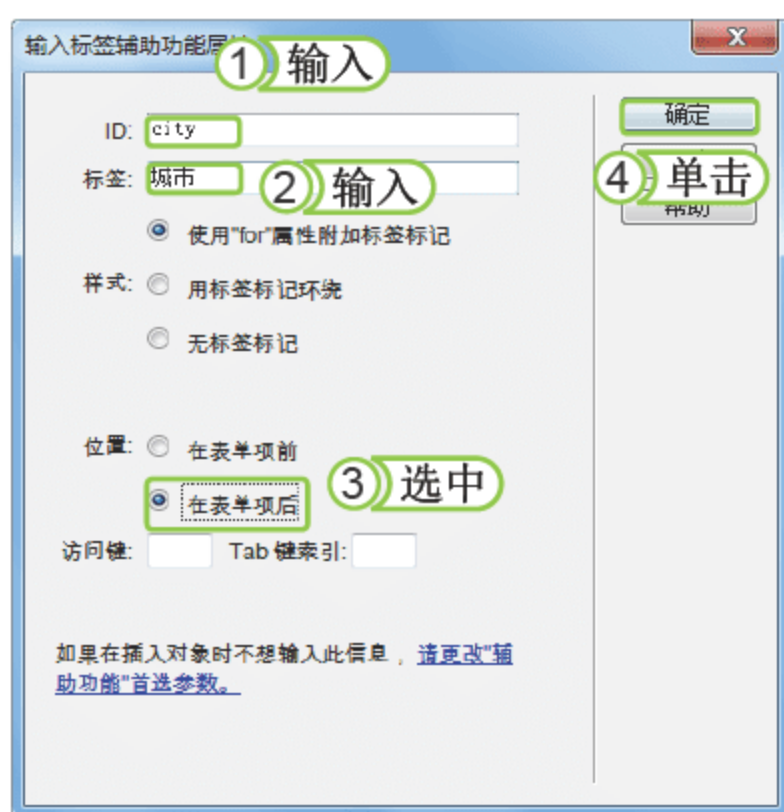 输入标签辅助功能属
1 输入
ID: city
确定
标签: 城市
2 输入
4 单击
帮助
使用"for"属性附加标签标记
样式: 用标签标记环绕
无标签标记
位置: 在表单项前
3 选中
在表单项后
访问键: Tab 键索引:
如果在插入对象时不想输入此信息，请更改"辅
助功能"首选参数。